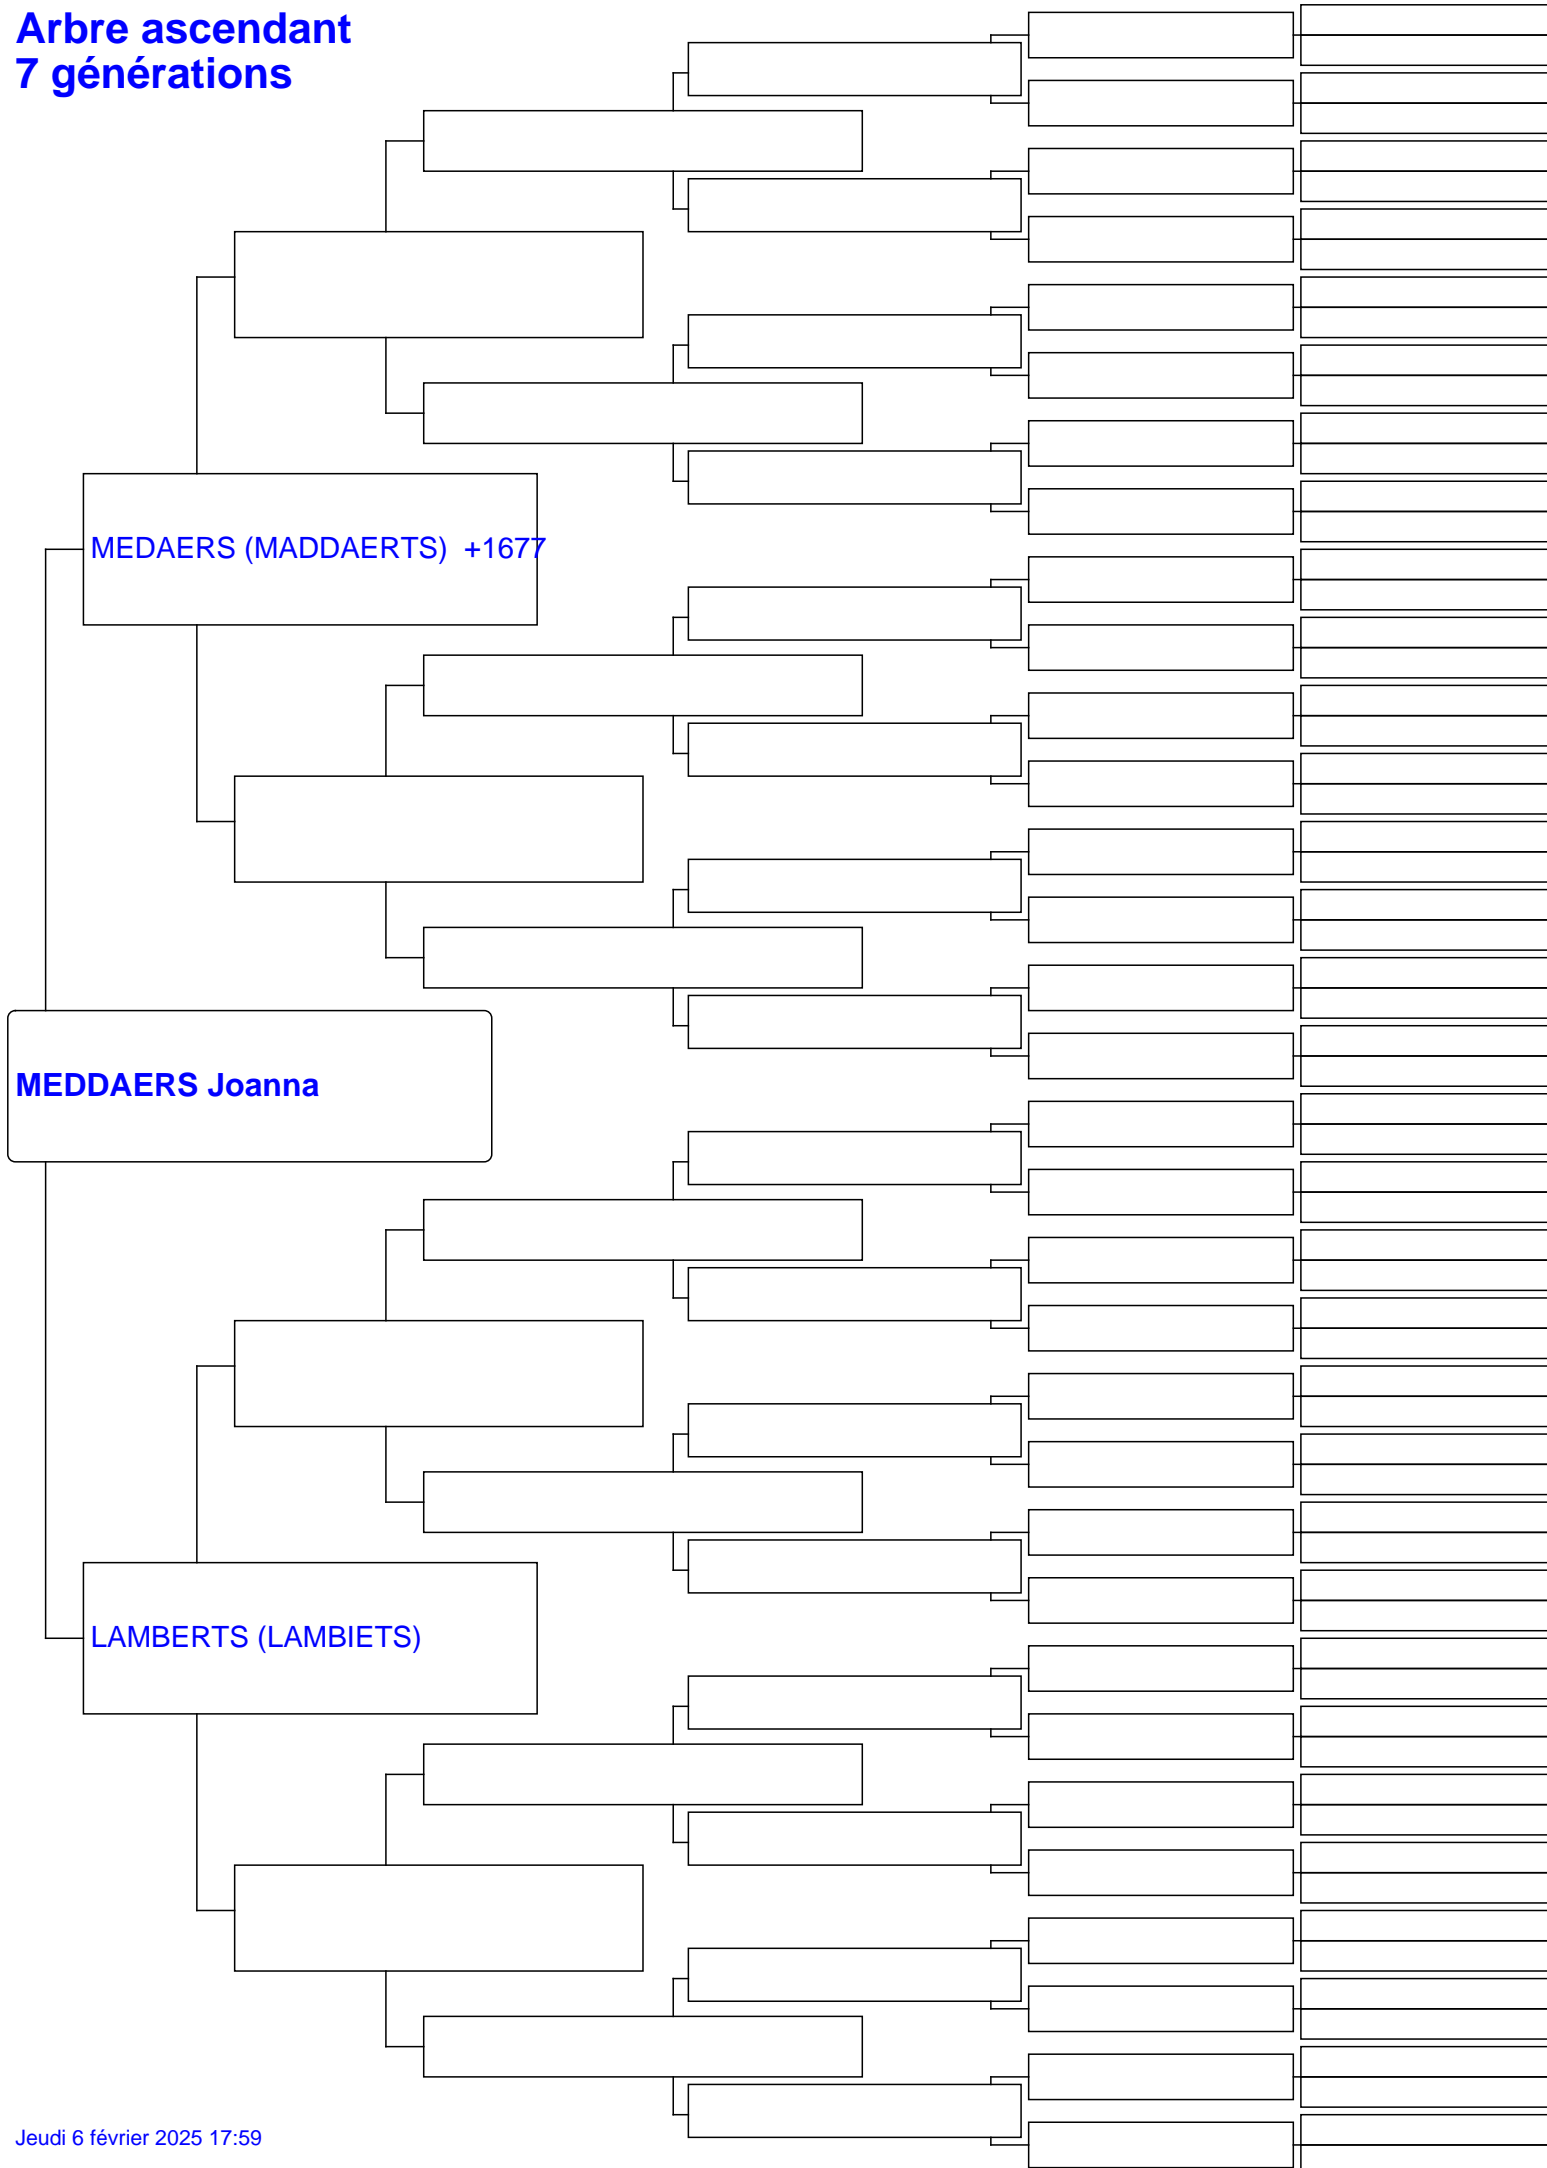 Arbre ascendant
7 générations
MEDAERS (MADDAERTS)  +1677
MEDDAERS Joanna
LAMBERTS (LAMBIETS)
Jeudi 6 février 2025 17:59